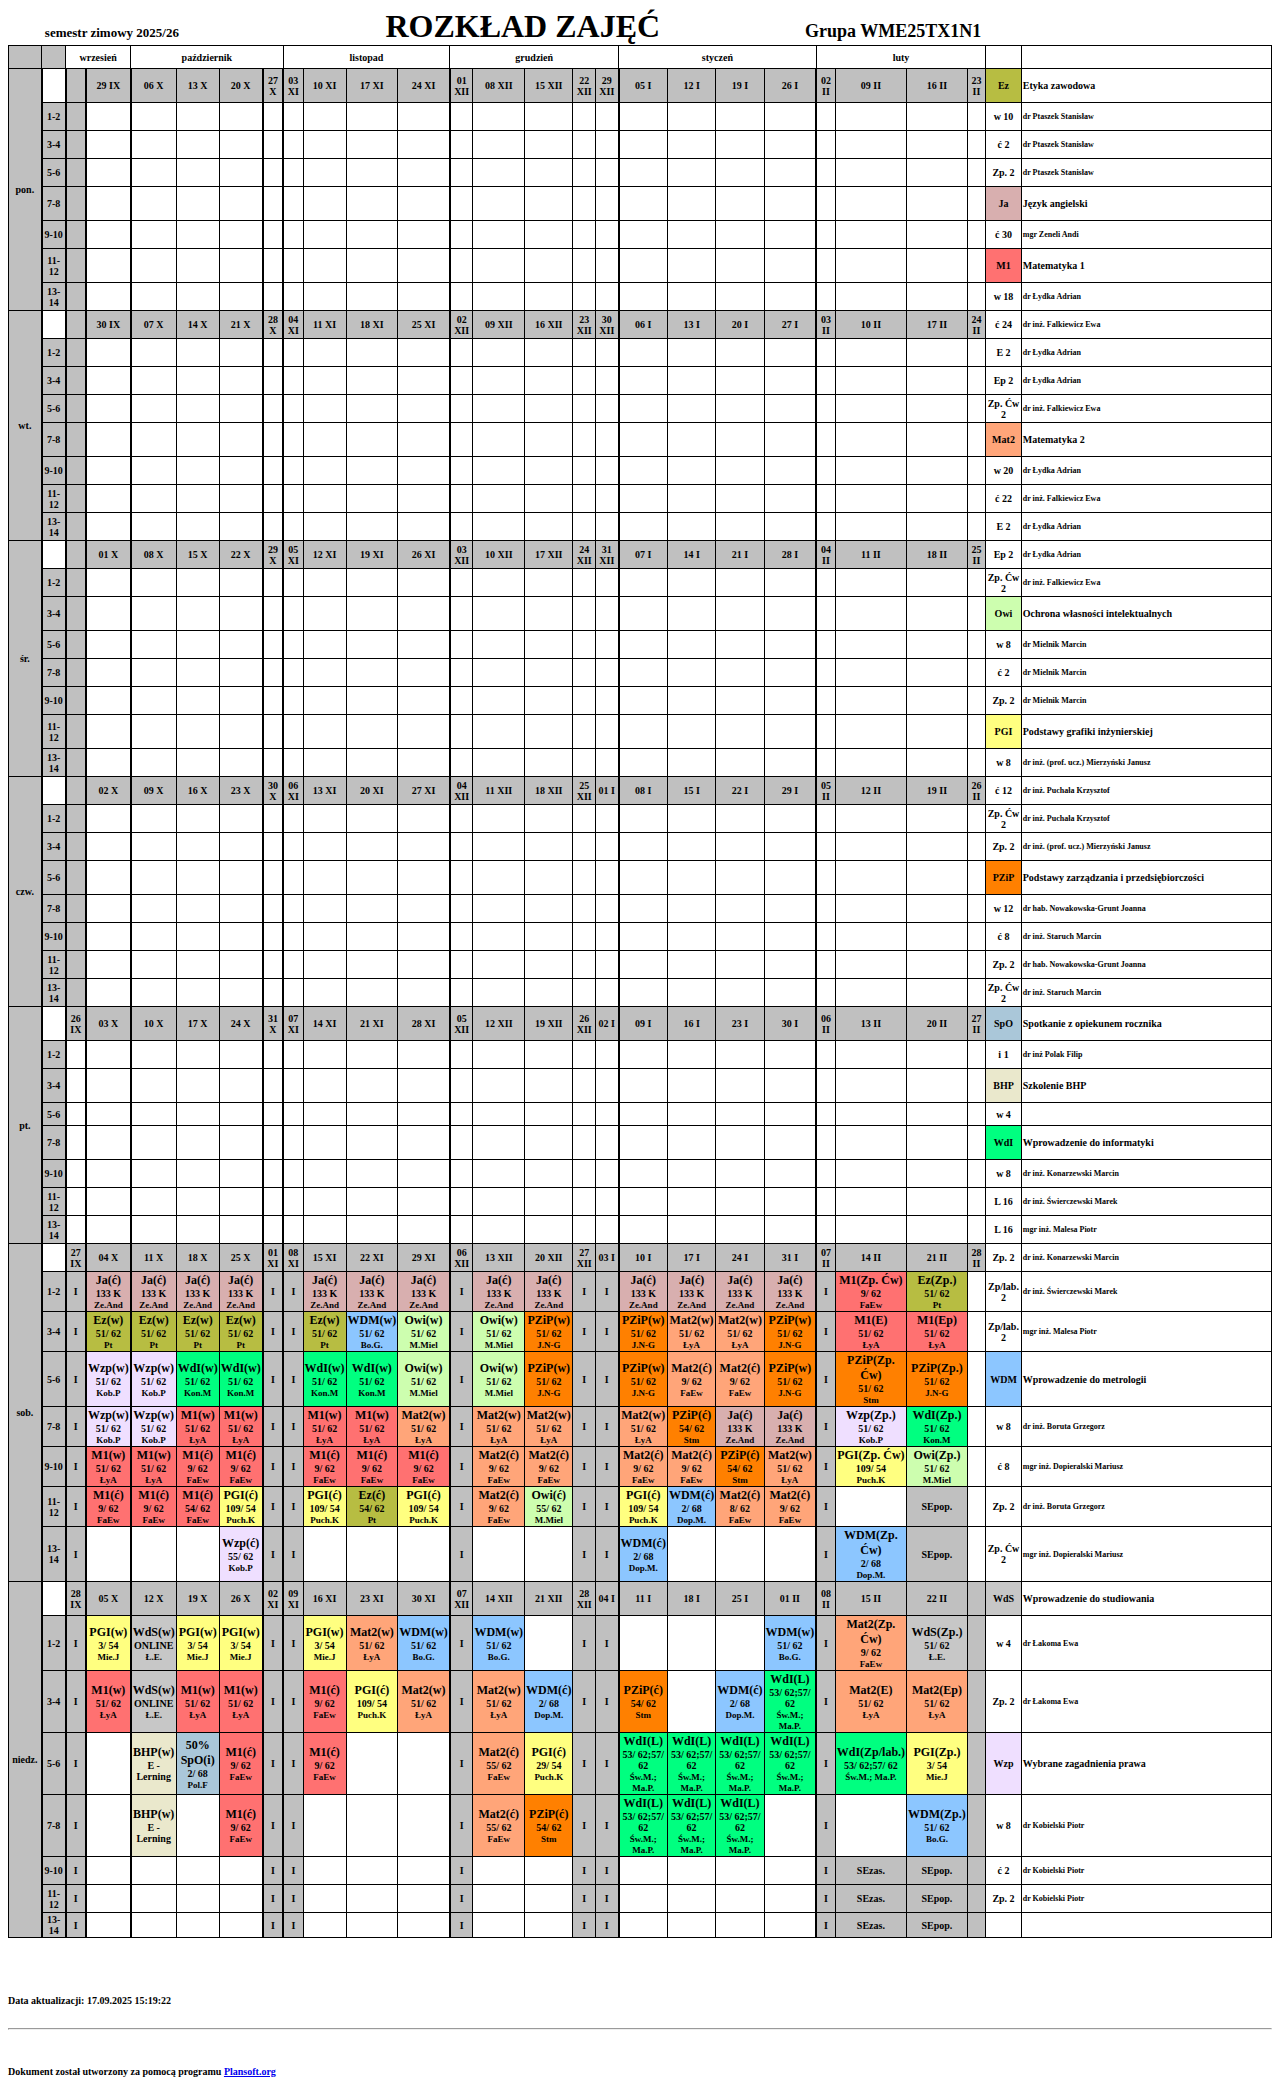 semestr zimowy 2025/26 ROZKŁAD ZAJĘĆ Grupa WME25TX1N1
wrzesień październik listopad grudzień styczeń luty
pon. 29 IX 06 X 13 X 20 X 27 X 03 XI 10 XI 17 XI 24 XI 01 XII 08 XII 15 XII 22 XII 29 XII 05 I 12 I 19 I 26 I 02 II 09 II 16 II 23 II Ez Etyka zawodowa
1-2 w 10 dr Ptaszek Stanisław
3-4 ć 2 dr Ptaszek Stanisław
5-6 Zp. 2 dr Ptaszek Stanisław
7-8 Ja Język angielski
9-10 ć 30 mgr Zeneli Andi
11-12 M1 Matematyka 1
13-14 w 18 dr Łydka Adrian
wt. 30 IX 07 X 14 X 21 X 28 X 04 XI 11 XI 18 XI 25 XI 02 XII 09 XII 16 XII 23 XII 30 XII 06 I 13 I 20 I 27 I 03 II 10 II 17 II 24 II ć 24 dr inż. Falkiewicz Ewa
1-2 E 2 dr Łydka Adrian
3-4 Ep 2 dr Łydka Adrian
5-6 Zp. Ćw 2 dr inż. Falkiewicz Ewa
7-8 Mat2 Matematyka 2
9-10 w 20 dr Łydka Adrian
11-12 ć 22 dr inż. Falkiewicz Ewa
13-14 E 2 dr Łydka Adrian
śr. 01 X 08 X 15 X 22 X 29 X 05 XI 12 XI 19 XI 26 XI 03 XII 10 XII 17 XII 24 XII 31 XII 07 I 14 I 21 I 28 I 04 II 11 II 18 II 25 II Ep 2 dr Łydka Adrian
1-2 Zp. Ćw 2 dr inż. Falkiewicz Ewa
3-4 Owi Ochrona własności intelektualnych
5-6 w 8 dr Mielnik Marcin
7-8 ć 2 dr Mielnik Marcin
9-10 Zp. 2 dr Mielnik Marcin
11-12 PGI Podstawy grafiki inżynierskiej
13-14 w 8 dr inż. (prof. ucz.) Mierzyński Janusz
czw. 02 X 09 X 16 X 23 X 30 X 06 XI 13 XI 20 XI 27 XI 04 XII 11 XII 18 XII 25 XII 01 I 08 I 15 I 22 I 29 I 05 II 12 II 19 II 26 II ć 12 dr inż. Puchała Krzysztof
1-2 Zp. Ćw 2 dr inż. Puchała Krzysztof
3-4 Zp. 2 dr inż. (prof. ucz.) Mierzyński Janusz
5-6 PZiP Podstawy zarządzania i przedsiębiorczości
7-8 w 12 dr hab. Nowakowska-Grunt Joanna
9-10 ć 8 dr inż. Staruch Marcin
11-12 Zp. 2 dr hab. Nowakowska-Grunt Joanna
13-14 Zp. Ćw 2 dr inż. Staruch Marcin
pt. 26 IX 03 X 10 X 17 X 24 X 31 X 07 XI 14 XI 21 XI 28 XI 05 XII 12 XII 19 XII 26 XII 02 I 09 I 16 I 23 I 30 I 06 II 13 II 20 II 27 II SpO Spotkanie z opiekunem rocznika
1-2 i 1 dr inż Polak Filip
3-4 BHP Szkolenie BHP
5-6 w 4
7-8 WdI Wprowadzenie do informatyki
9-10 w 8 dr inż. Konarzewski Marcin
11-12 L 16 dr inż. Świerczewski Marek
13-14 L 16 mgr inż. Malesa Piotr
sob. 27 IX 04 X 11 X 18 X 25 X 01 XI 08 XI 15 XI 22 XI 29 XI 06 XII 13 XII 20 XII 27 XII 03 I 10 I 17 I 24 I 31 I 07 II 14 II 21 II 28 II Zp. 2 dr inż. Konarzewski Marcin
1-2 I Ja(ć) 133 K Ze.And Ja(ć) 133 K Ze.And Ja(ć) 133 K Ze.And Ja(ć) 133 K Ze.And I I Ja(ć) 133 K Ze.And Ja(ć) 133 K Ze.And Ja(ć) 133 K Ze.And I Ja(ć) 133 K Ze.And Ja(ć) 133 K Ze.And I I Ja(ć) 133 K Ze.And Ja(ć) 133 K Ze.And Ja(ć) 133 K Ze.And Ja(ć) 133 K Ze.And I M1(Zp. Ćw) 9/ 62 FaEw Ez(Zp.) 51/ 62 Pt Zp/lab. 2 dr inż. Świerczewski Marek
3-4 I Ez(w) 51/ 62 Pt Ez(w) 51/ 62 Pt Ez(w) 51/ 62 Pt Ez(w) 51/ 62 Pt I I Ez(w) 51/ 62 Pt WDM(w) 51/ 62 Bo.G. Owi(w) 51/ 62 M.Miel I Owi(w) 51/ 62 M.Miel PZiP(w) 51/ 62 J.N-G I I PZiP(w) 51/ 62 J.N-G Mat2(w) 51/ 62 ŁyA Mat2(w) 51/ 62 ŁyA PZiP(w) 51/ 62 J.N-G I M1(E) 51/ 62 ŁyA M1(Ep) 51/ 62 ŁyA Zp/lab. 2 mgr inż. Malesa Piotr
5-6 I Wzp(w) 51/ 62 Kob.P Wzp(w) 51/ 62 Kob.P WdI(w) 51/ 62 Kon.M WdI(w) 51/ 62 Kon.M I I WdI(w) 51/ 62 Kon.M WdI(w) 51/ 62 Kon.M Owi(w) 51/ 62 M.Miel I Owi(w) 51/ 62 M.Miel PZiP(w) 51/ 62 J.N-G I I PZiP(w) 51/ 62 J.N-G Mat2(ć) 9/ 62 FaEw Mat2(ć) 9/ 62 FaEw PZiP(w) 51/ 62 J.N-G I PZiP(Zp. Ćw) 51/ 62 Stm PZiP(Zp.) 51/ 62 J.N-G WDM Wprowadzenie do metrologii
7-8 I Wzp(w) 51/ 62 Kob.P Wzp(w) 51/ 62 Kob.P M1(w) 51/ 62 ŁyA M1(w) 51/ 62 ŁyA I I M1(w) 51/ 62 ŁyA M1(w) 51/ 62 ŁyA Mat2(w) 51/ 62 ŁyA I Mat2(w) 51/ 62 ŁyA Mat2(w) 51/ 62 ŁyA I I Mat2(w) 51/ 62 ŁyA PZiP(ć) 54/ 62 Stm Ja(ć) 133 K Ze.And Ja(ć) 133 K Ze.And I Wzp(Zp.) 51/ 62 Kob.P WdI(Zp.) 51/ 62 Kon.M w 8 dr inż. Boruta Grzegorz
9-10 I M1(w) 51/ 62 ŁyA M1(w) 51/ 62 ŁyA M1(ć) 9/ 62 FaEw M1(ć) 9/ 62 FaEw I I M1(ć) 9/ 62 FaEw M1(ć) 9/ 62 FaEw M1(ć) 9/ 62 FaEw I Mat2(ć) 9/ 62 FaEw Mat2(ć) 9/ 62 FaEw I I Mat2(ć) 9/ 62 FaEw Mat2(ć) 9/ 62 FaEw PZiP(ć) 54/ 62 Stm Mat2(w) 51/ 62 ŁyA I PGI(Zp. Ćw) 109/ 54 Puch.K Owi(Zp.) 51/ 62 M.Miel ć 8 mgr inż. Dopieralski Mariusz
11-12 I M1(ć) 9/ 62 FaEw M1(ć) 9/ 62 FaEw M1(ć) 54/ 62 FaEw PGI(ć) 109/ 54 Puch.K I I PGI(ć) 109/ 54 Puch.K Ez(ć) 54/ 62 Pt PGI(ć) 109/ 54 Puch.K I Mat2(ć) 9/ 62 FaEw Owi(ć) 55/ 62 M.Miel I I PGI(ć) 109/ 54 Puch.K WDM(ć) 2/ 68 Dop.M. Mat2(ć) 8/ 62 FaEw Mat2(ć) 9/ 62 FaEw I SEpop. Zp. 2 dr inż. Boruta Grzegorz
13-14 I Wzp(ć) 55/ 62 Kob.P I I I I I WDM(ć) 2/ 68 Dop.M. I WDM(Zp. Ćw) 2/ 68 Dop.M. SEpop. Zp. Ćw 2 mgr inż. Dopieralski Mariusz
niedz. 28 IX 05 X 12 X 19 X 26 X 02 XI 09 XI 16 XI 23 XI 30 XI 07 XII 14 XII 21 XII 28 XII 04 I 11 I 18 I 25 I 01 II 08 II 15 II 22 II WdS Wprowadzenie do studiowania
1-2 I PGI(w) 3/ 54 Mie.J WdS(w) ONLINE Ł.E. PGI(w) 3/ 54 Mie.J PGI(w) 3/ 54 Mie.J I I PGI(w) 3/ 54 Mie.J Mat2(w) 51/ 62 ŁyA WDM(w) 51/ 62 Bo.G. I WDM(w) 51/ 62 Bo.G. I I WDM(w) 51/ 62 Bo.G. I Mat2(Zp. Ćw) 9/ 62 FaEw WdS(Zp.) 51/ 62 Ł.E. w 4 dr Łakoma Ewa
3-4 I M1(w) 51/ 62 ŁyA WdS(w) ONLINE Ł.E. M1(w) 51/ 62 ŁyA M1(w) 51/ 62 ŁyA I I M1(ć) 9/ 62 FaEw PGI(ć) 109/ 54 Puch.K Mat2(w) 51/ 62 ŁyA I Mat2(w) 51/ 62 ŁyA WDM(ć) 2/ 68 Dop.M. I I PZiP(ć) 54/ 62 Stm WDM(ć) 2/ 68 Dop.M. WdI(L) 53/ 62;57/ 62 Św.M.; Ma.P. I Mat2(E) 51/ 62 ŁyA Mat2(Ep) 51/ 62 ŁyA Zp. 2 dr Łakoma Ewa
5-6 I BHP(w) E - Lerning 50% SpO(i) 2/ 68 Pol.F M1(ć) 9/ 62 FaEw I I M1(ć) 9/ 62 FaEw I Mat2(ć) 55/ 62 FaEw PGI(ć) 29/ 54 Puch.K I I WdI(L) 53/ 62;57/ 62 Św.M.; Ma.P. WdI(L) 53/ 62;57/ 62 Św.M.; Ma.P. WdI(L) 53/ 62;57/ 62 Św.M.; Ma.P. WdI(L) 53/ 62;57/ 62 Św.M.; Ma.P. I WdI(Zp/lab.) 53/ 62;57/ 62 Św.M.; Ma.P. PGI(Zp.) 3/ 54 Mie.J Wzp Wybrane zagadnienia prawa
7-8 I BHP(w) E - Lerning M1(ć) 9/ 62 FaEw I I I Mat2(ć) 55/ 62 FaEw PZiP(ć) 54/ 62 Stm I I WdI(L) 53/ 62;57/ 62 Św.M.; Ma.P. WdI(L) 53/ 62;57/ 62 Św.M.; Ma.P. WdI(L) 53/ 62;57/ 62 Św.M.; Ma.P. I WDM(Zp.) 51/ 62 Bo.G. w 8 dr Kobielski Piotr
9-10 I I I I I I I SEzas. SEpop. ć 2 dr Kobielski Piotr
11-12 I I I I I I I SEzas. SEpop. Zp. 2 dr Kobielski Piotr
13-14 I I I I I I I SEzas. SEpop.
Data aktualizacji: 17.09.2025 15:19:22
Dokument został utworzony za pomocą programu Plansoft.org